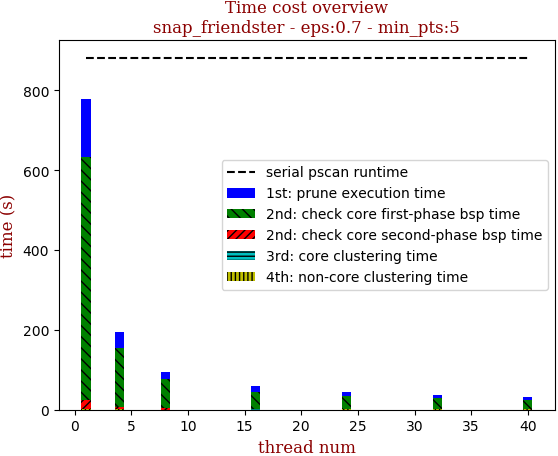 Time cost overview
snap_friendster - eps:0.7 - min_pts:5
time (s)
800
600
400
200
0
serial pscan runtime
1st: prune execution time
2nd: check core first-phase bsp time
2nd: check core second-phase bsp time
3rd: core clustering time
4th: non-core clustering time
0 5 10 15 20 25 30 35 40
thread num